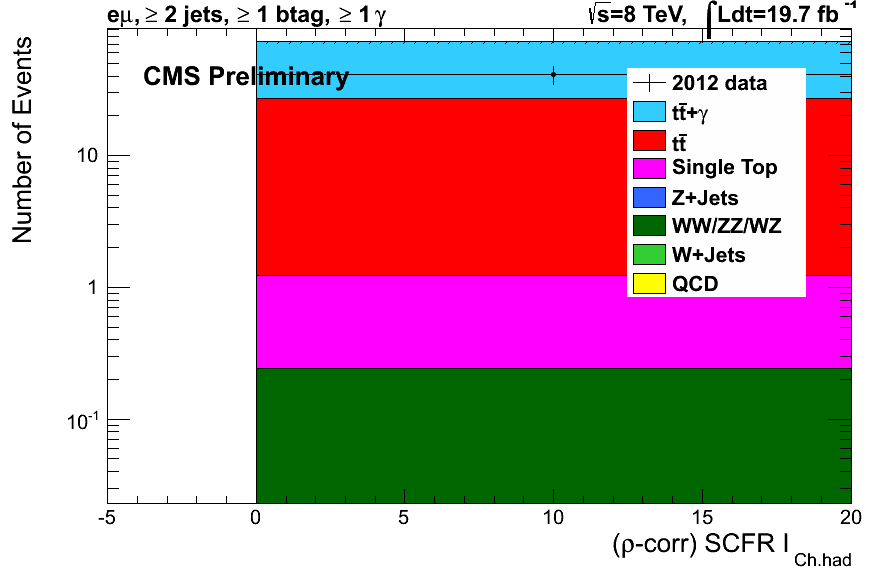 eμ, ≥ 2 jets, ≥ 1 btag, ≥ 1 γ
√s=8 TeV, ∫Ldt=19.7 fb⁻¹
CMS Preliminary
2012 data
tt̄+γ
tt̄
Single Top
Z+Jets
WW/ZZ/WZ
W+Jets
QCD
Number of Events
10
1
10⁻¹
-5 0 5 10 15 20
(ρ-corr) SCFR I Ch.had